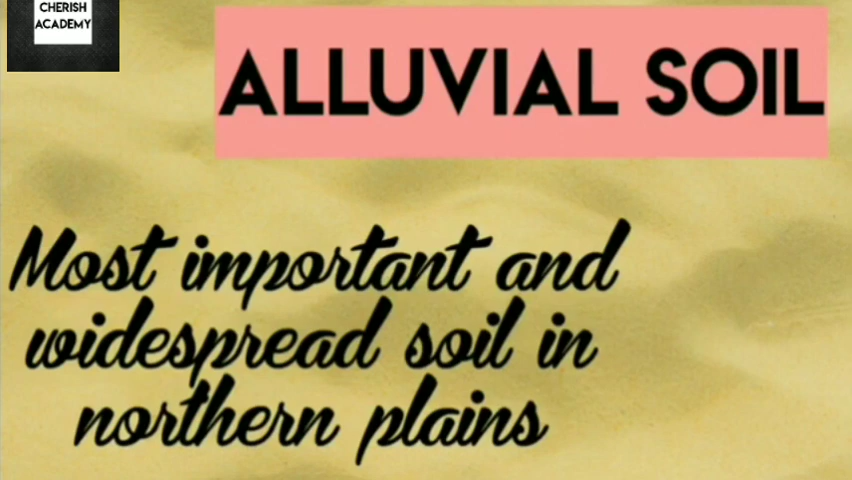 CHERISH
ACADEMY
ALLUVIAL SOIL
Most important and
widespread soil in
northern plains